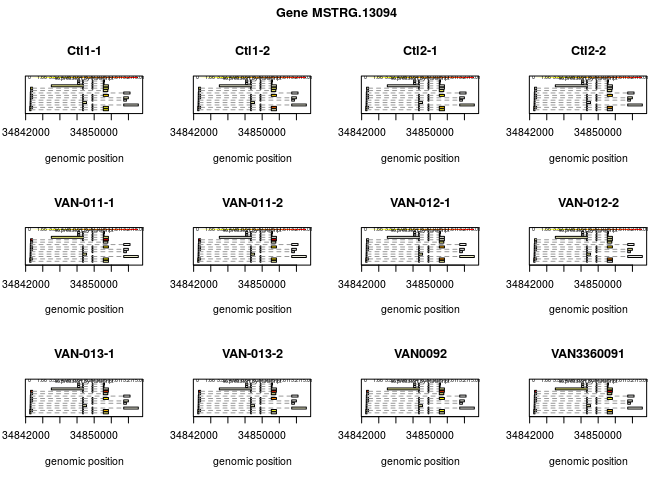 Gene MSTRG.13094
Ctl1-1 Ctl1-2 Ctl2-1 Ctl2-2
34842000 34850000 34842000 34850000 34842000 34850000 34842000 34850000
genomic position genomic position genomic position genomic position
VAN-011-1 VAN-011-2 VAN-012-1 VAN-012-2
34842000 34850000 34842000 34850000 34842000 34850000 34842000 34850000
genomic position genomic position genomic position genomic position
VAN-013-1 VAN-013-2 VAN0092 VAN3360091
34842000 34850000 34842000 34850000 34842000 34850000 34842000 34850000
genomic position genomic position genomic position genomic position